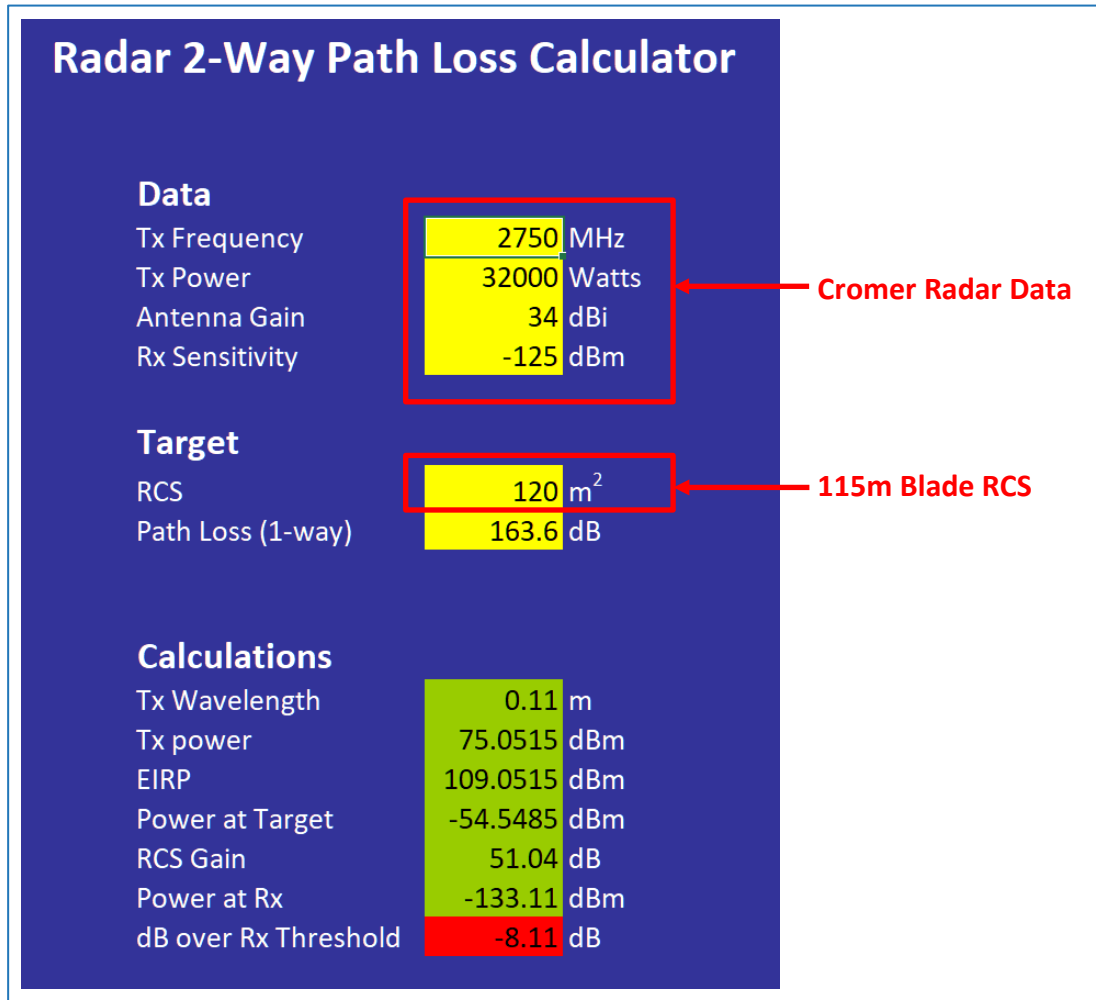 Radar 2-Way Path Loss Calculator
Data
Tx Frequency 2750 MHz
Tx Power 32000 Watts
Antenna Gain 34 dBi
Rx Sensitivity -125 dBm
Cromer Radar Data
Target
RCS 120 m²
115m Blade RCS
Path Loss (1-way) 163.6 dB
Calculations
Tx Wavelength 0.11 m
Tx power 75.0515 dBm
EIRP 109.0515 dBm
Power at Target -54.5485 dBm
RCS Gain 51.04 dB
Power at Rx -133.11 dBm
dB over Rx Threshold -8.11 dB